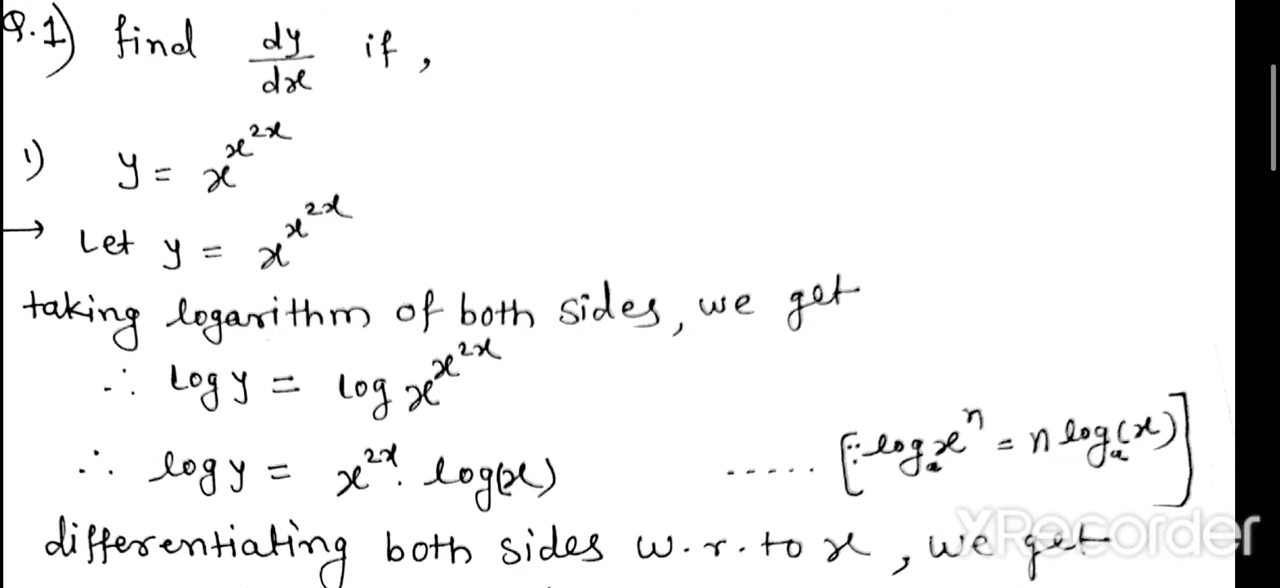 Q.1) find dy/dx if,
1) y = x^x^2x
→ Let y = x^x^2x
taking logarithm of both sides, we get
∴ log y = log x^x^2x
∴ log y = x^2x · log(x) ..... [∵ log_a x^n = n log_a(x)]
differentiating both sides w.r.to x, we get
XRecorder